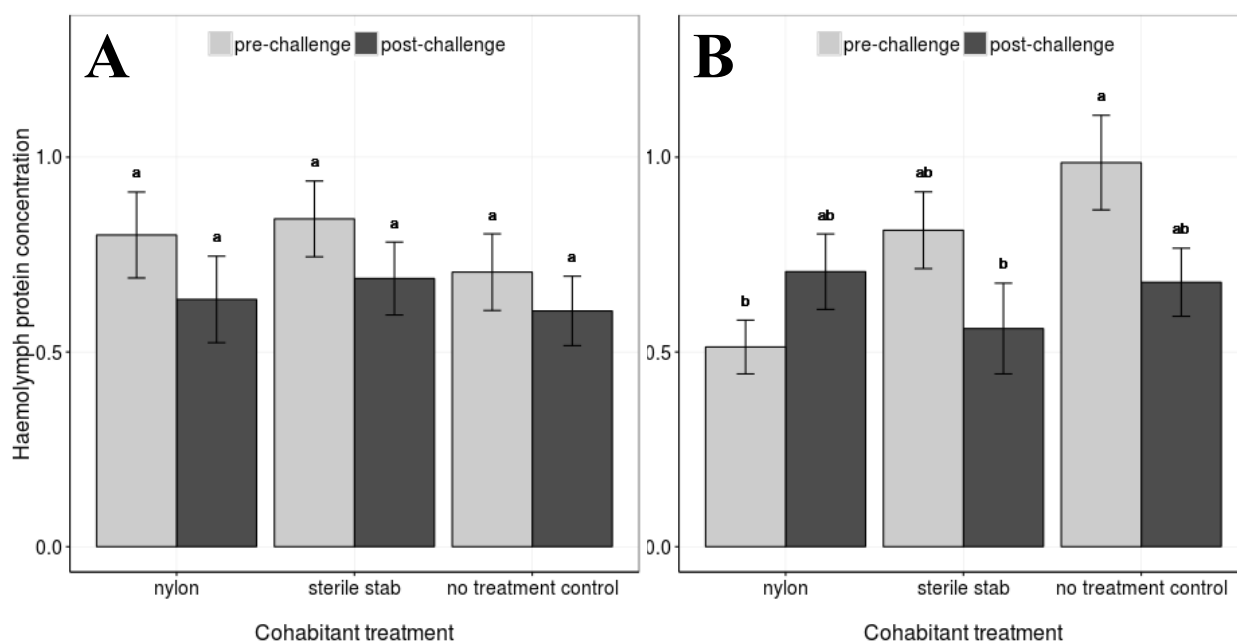 A
pre-challenge post-challenge
a
a
a
a
a
a
1.0
0.5
0.0
Haemolymph protein concentration
nylon sterile stab no treatment control
Cohabitant treatment
B
pre-challenge post-challenge
b
ab
ab
b
a
ab
1.0
0.5
0.0
nylon sterile stab no treatment control
Cohabitant treatment